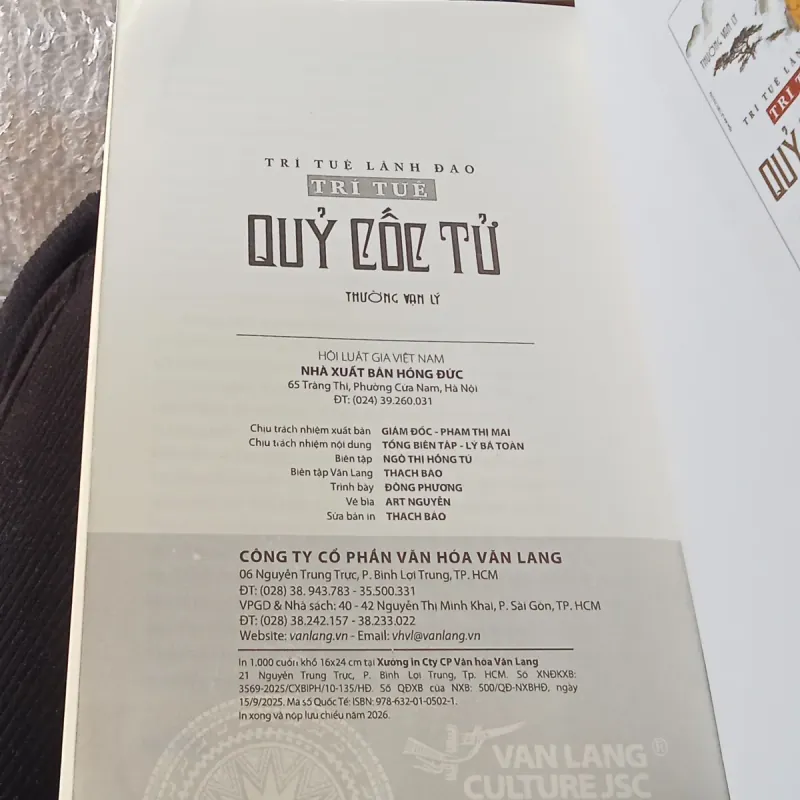 TRÍ TUỆ LÃNH ĐẠO
TRÍ TUỆ
QUỶ CỐC TỬ
THƯỜNG VẠN LÝ
HỘI LUẬT GIA VIỆT NAM
NHÀ XUẤT BẢN HỒNG ĐỨC
65 Tràng Thi, Phường Cửa Nam, Hà Nội
ĐT: (024) 39.260.031
Chịu trách nhiệm xuất bản GIÁM ĐỐC - PHẠM THỊ MAI
Chịu trách nhiệm nội dung TỔNG BIÊN TẬP - LÝ BÁ TOÀN
Biên tập NGÔ THỊ HỒNG TÚ
Biên tập Văn Lang THẠCH BẢO
Trình bày ĐÔNG PHƯƠNG
Vẽ bìa ART NGUYỄN
Sửa bản in THẠCH BẢO
CÔNG TY CỔ PHẦN VĂN HÓA VĂN LANG
06 Nguyễn Trung Trực, P. Bình Lợi Trung, TP. HCM
ĐT: (028) 38. 943.783 - 35.500.331
VPGD & Nhà sách: 40 - 42 Nguyễn Thị Minh Khai, P. Sài Gòn, TP. HCM
ĐT: (028) 38.242.157 - 38.233.022
Website: vanlang.vn - Email: vhvl@vanlang.vn
In 1.000 cuốn khổ 16x24 cm tại Xưởng in Cty CP Văn hóa Văn Lang
21 Nguyễn Trung Trực, P. Bình Lợi Trung, Tp. HCM. Số XNĐKXB:
3569-2025/CXBIPH/10-135/HĐ. Số QĐXB của NXB: 500/QĐ-NXBHĐ, ngày
15/9/2025. Mã số Quốc Tế: ISBN: 978-632-01-0502-1.
In xong và nộp lưu chiểu năm 2026.
VAN LANG ®
CULTURE JSC
THƯỜNG VẠN LÝ
TRÍ TUỆ LÃN
TRÍ T
QUỶ